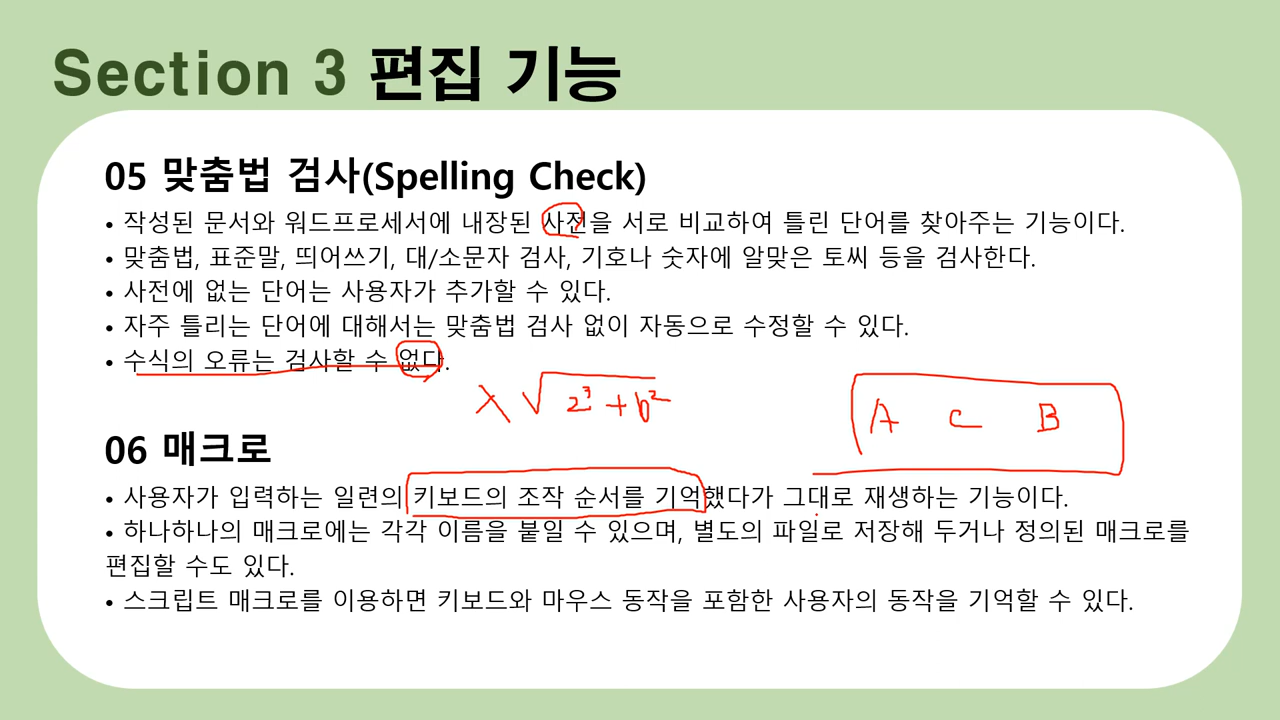 Section 3 편집 기능
05 맞춤법 검사(Spelling Check)
• 작성된 문서와 워드프로세서에 내장된 사전을 서로 비교하여 틀린 단어를 찾아주는 기능이다.
• 맞춤법, 표준말, 띄어쓰기, 대/소문자 검사, 기호나 숫자에 알맞은 토씨 등을 검사한다.
• 사전에 없는 단어는 사용자가 추가할 수 있다.
• 자주 틀리는 단어에 대해서는 맞춤법 검사 없이 자동으로 수정할 수 있다.
• 수식의 오류는 검사할 수 없다.
A C B
06 매크로
• 사용자가 입력하는 일련의 키보드의 조작 순서를 기억했다가 그대로 재생하는 기능이다.
• 하나하나의 매크로에는 각각 이름을 붙일 수 있으며, 별도의 파일로 저장해 두거나 정의된 매크로를
편집할 수도 있다.
• 스크립트 매크로를 이용하면 키보드와 마우스 동작을 포함한 사용자의 동작을 기억할 수 있다.